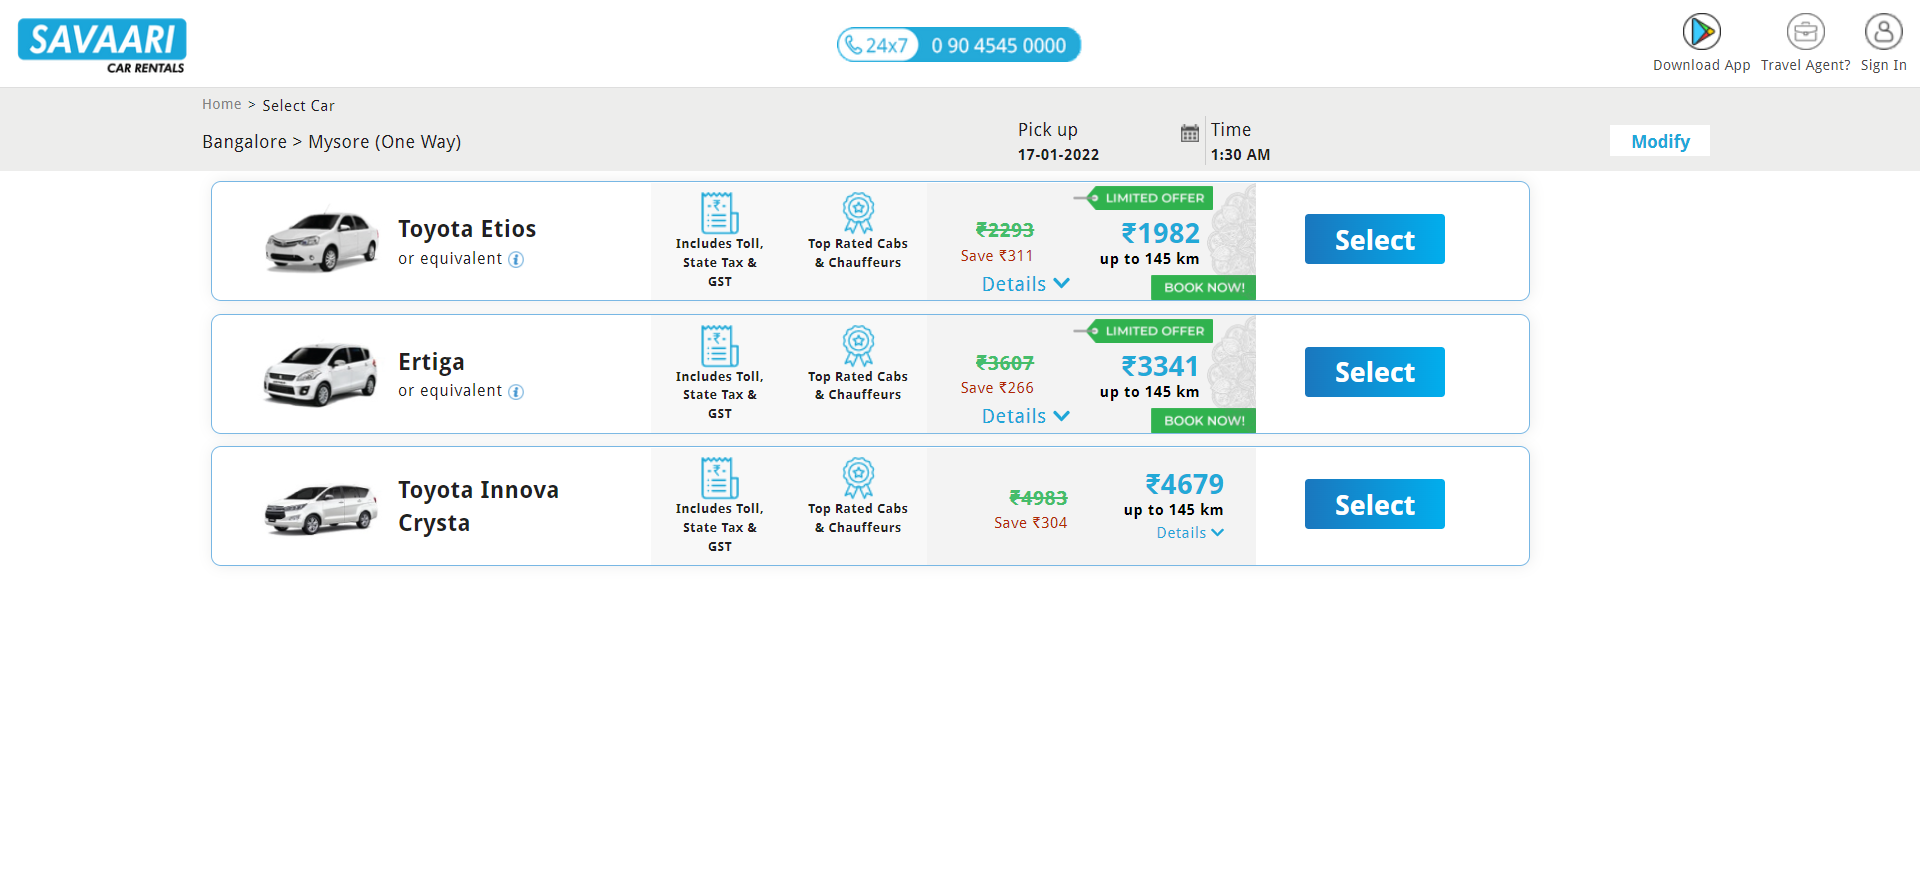 SAVAARI
CAR RENTALS
24x7 0 90 4545 0000
Download App Travel Agent? Sign In
Home > Select Car
Bangalore > Mysore (One Way)
Pick up
17-01-2022
Time
1:30 AM
Modify
Toyota Etios
or equivalent i
Includes Toll,
State Tax &
GST
Top Rated Cabs
& Chauffeurs
LIMITED OFFER
₹2293
Save ₹311
Details
₹1982
up to 145 km
BOOK NOW!
Select
Ertiga
or equivalent i
Includes Toll,
State Tax &
GST
Top Rated Cabs
& Chauffeurs
LIMITED OFFER
₹3607
Save ₹266
Details
₹3341
up to 145 km
BOOK NOW!
Select
Toyota Innova
Crysta
Includes Toll,
State Tax &
GST
Top Rated Cabs
& Chauffeurs
₹4983
Save ₹304
₹4679
up to 145 km
Details
Select